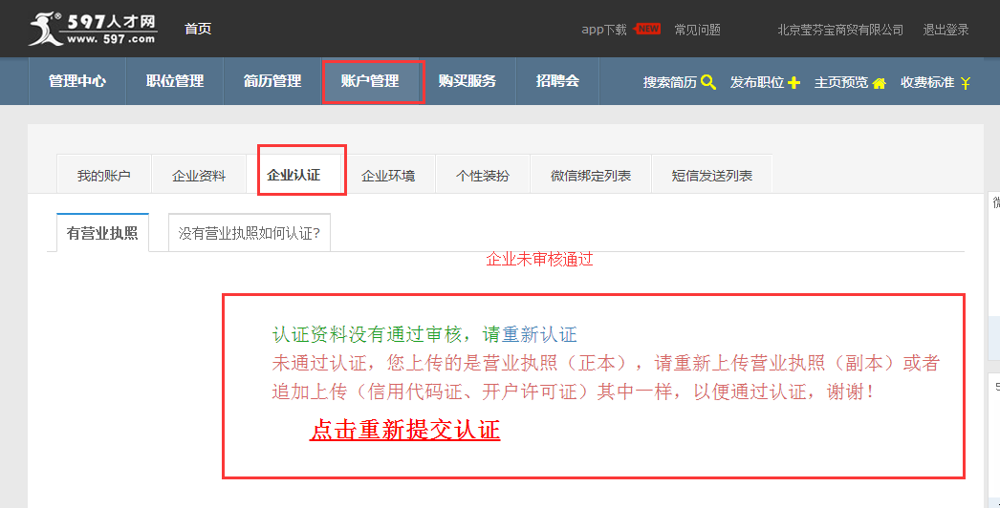 597人才网
www. 597.com
首页
app下载 NEW 常见问题 北京莹芬宝商贸有限公司 退出登录
管理中心 职位管理 简历管理 账户管理 购买服务 招聘会 搜索简历 发布职位 主页预览 收费标准
我的账户 企业资料 企业认证 企业环境 个性装扮 微信绑定列表 短信发送列表
有营业执照 没有营业执照如何认证?
企业未审核通过
认证资料没有通过审核，请重新认证
未通过认证，您上传的是营业执照（正本），请重新上传营业执照（副本）或者
追加上传（信用代码证、开户许可证）其中一样，以便通过认证，谢谢！
点击重新提交认证